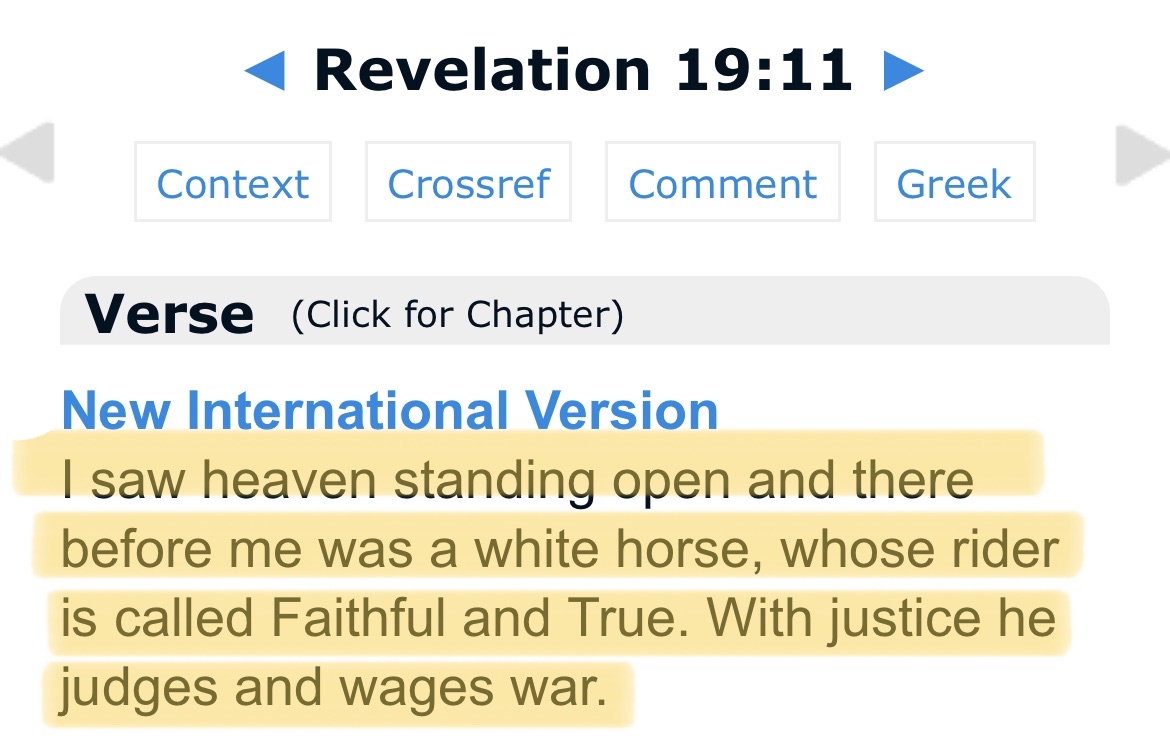 Revelation 19:11
Context Crossref Comment Greek
Verse (Click for Chapter)
New International Version
I saw heaven standing open and there
before me was a white horse, whose rider
is called Faithful and True. With justice he
judges and wages war.